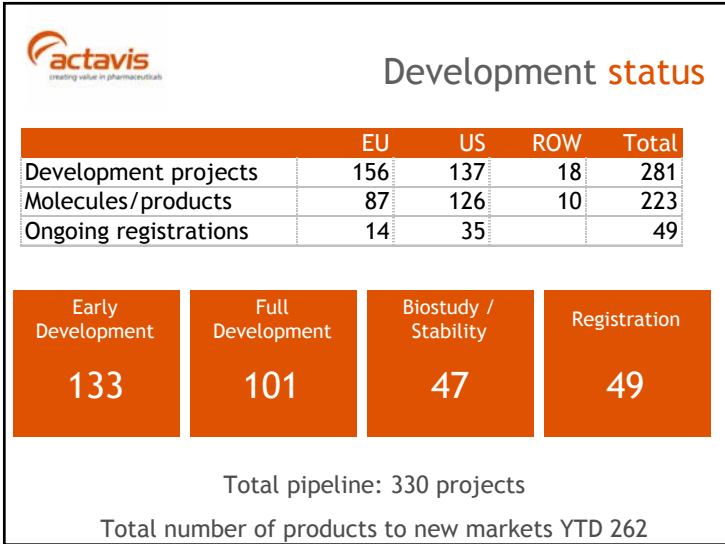 actavis
creating value in pharmaceuticals
Development status
EU US ROW Total
Development projects 156 137 18 281
Molecules/products 87 126 10 223
Ongoing registrations 14 35 49
Early
Development
133
Full
Development
101
Biostudy /
Stability
47
Registration
49
Total pipeline: 330 projects
Total number of products to new markets YTD 262